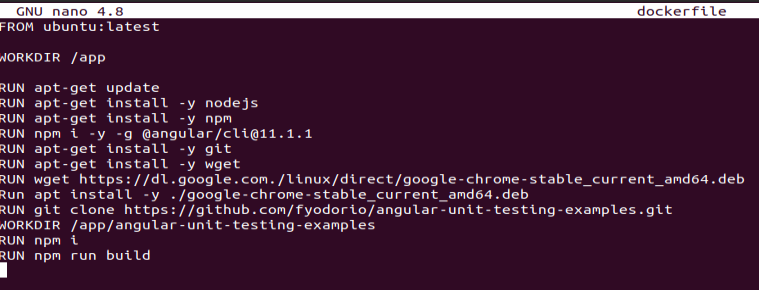 GNU nano 4.8 dockerfile
FROM ubuntu:latest
WORKDIR /app
RUN apt-get update
RUN apt-get install -y nodejs
RUN apt-get install -y npm
RUN npm i -y -g @angular/cli@11.1.1
RUN apt-get install -y git
RUN apt-get install -y wget
RUN wget https://dl.google.com./linux/direct/google-chrome-stable_current_amd64.deb
Run apt install -y ./google-chrome-stable_current_amd64.deb
RUN git clone https://github.com/fyodorio/angular-unit-testing-examples.git
WORKDIR /app/angular-unit-testing-examples
RUN npm i
RUN npm run build